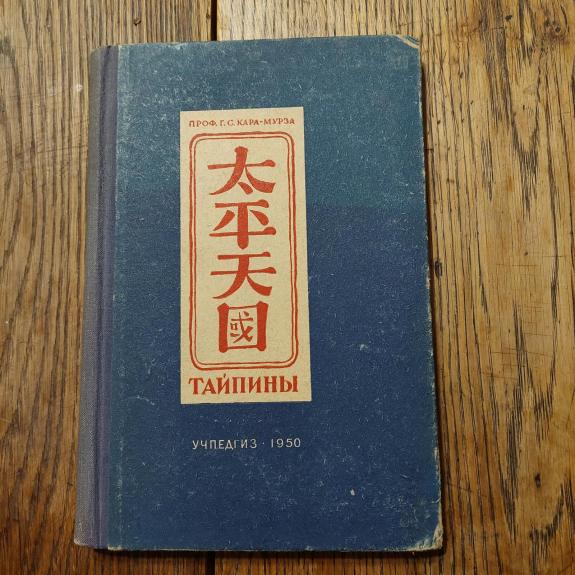 ПРОФ. Г. С. КАРА-МУРЗА
太
平
天
國
ТАЙПИНЫ
УЧПЕДГИЗ · 1950